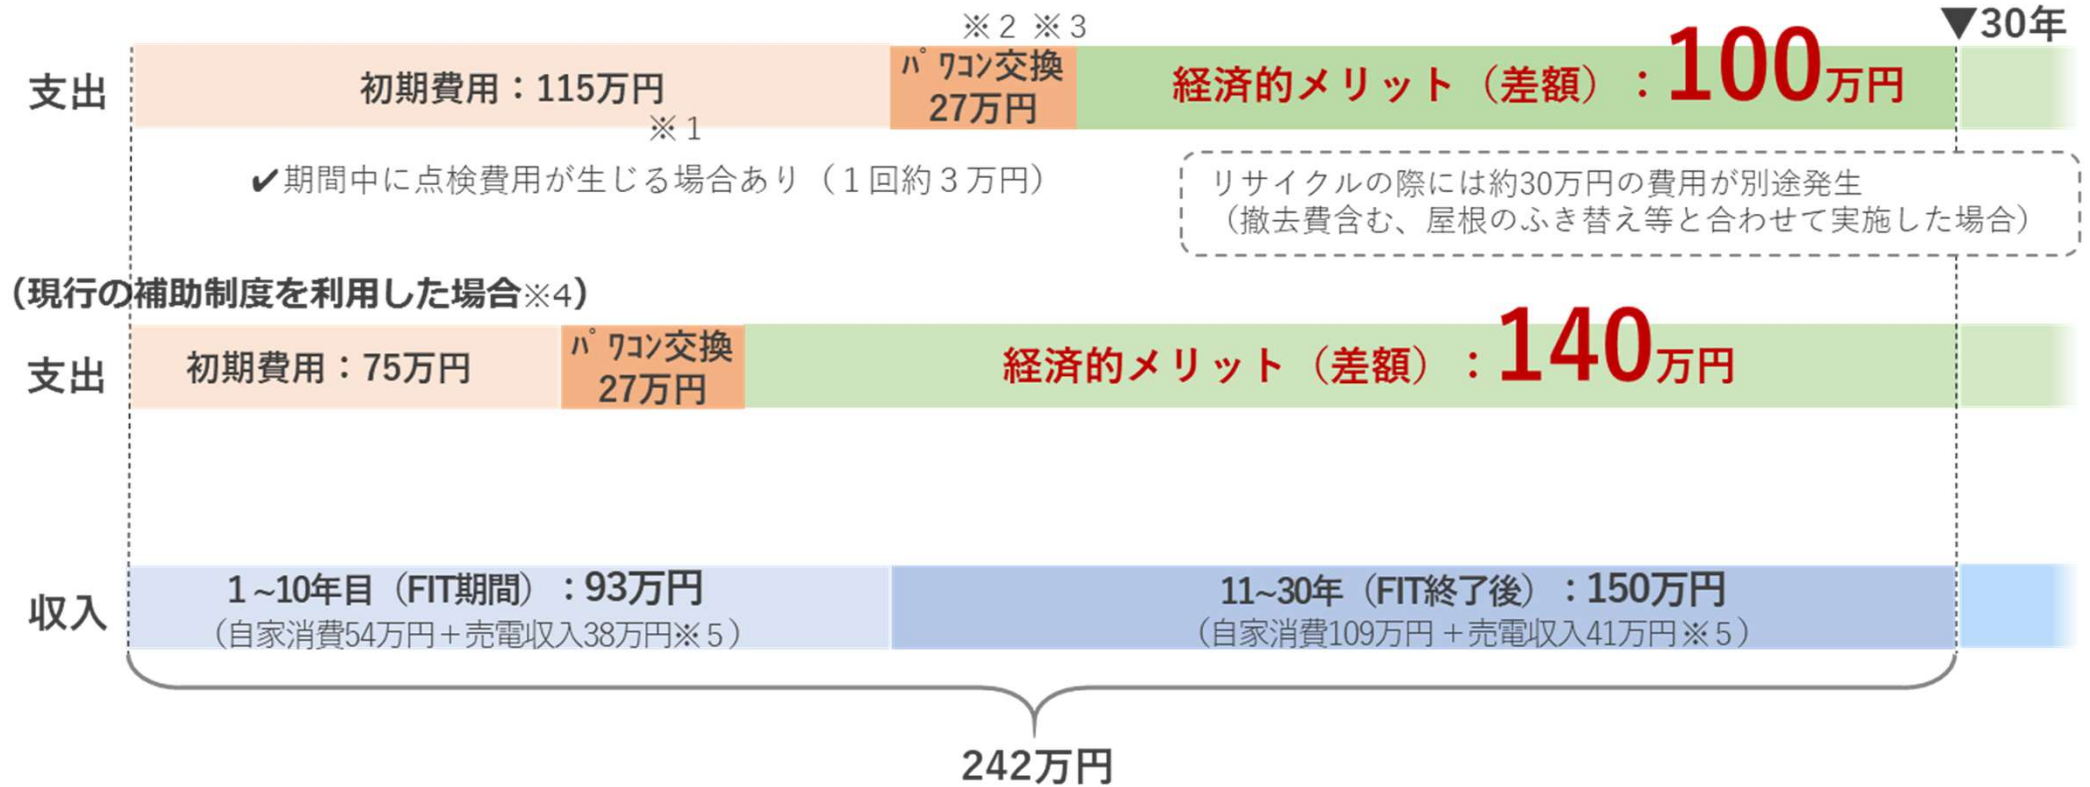 ※２ ※３
▼30年
支出
初期費用：115万円
ﾊﾟﾜｺﾝ交換
27万円
経済的メリット（差額）：100万円
※１
✔期間中に点検費用が生じる場合あり（１回約３万円）
リサイクルの際には約30万円の費用が別途発生
（撤去費含む、屋根のふき替え等と合わせて実施した場合）
（現行の補助制度を利用した場合※4）
支出
初期費用：75万円
ﾊﾟﾜｺﾝ交換
27万円
経済的メリット（差額）：140万円
収入
１~10年目（FIT期間）：93万円
（自家消費54万円＋売電収入38万円※５）
11~30年（FIT終了後）：150万円
（自家消費109万円＋売電収入41万円※５）
242万円